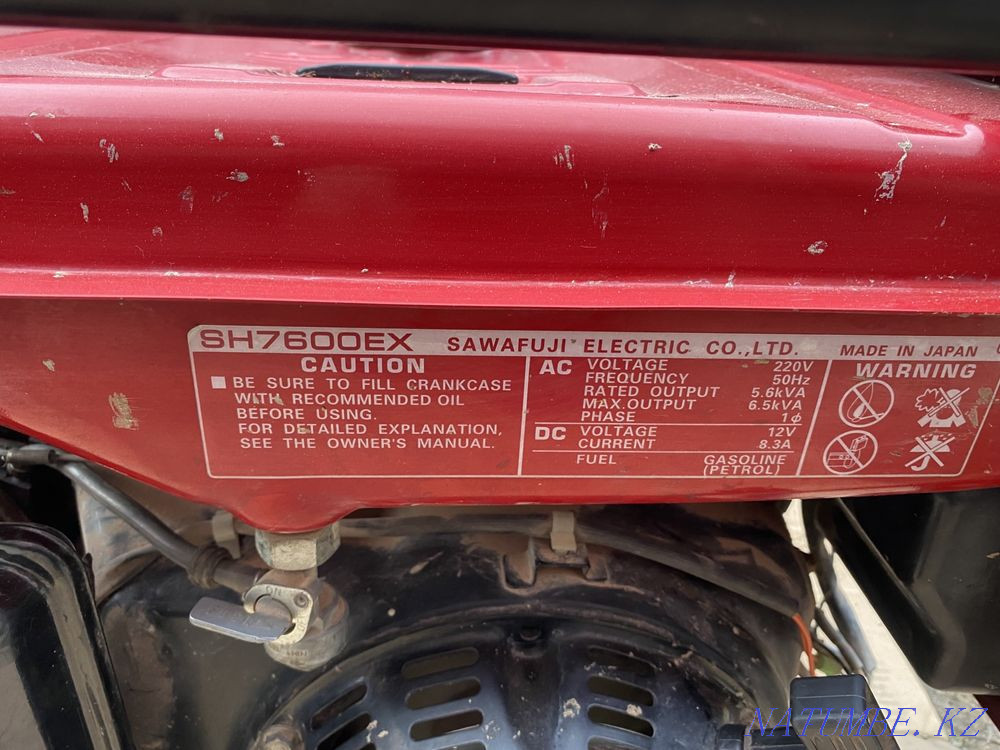 SH7600EX SAWAFUJI ELECTRIC CO.,LTD. MADE IN JAPAN
CAUTION
BE SURE TO FILL CRANKCASE
WITH RECOMMENDED OIL
BEFORE USING.
FOR DETAILED EXPLANATION,
SEE THE OWNER'S MANUAL.
AC VOLTAGE 220V
FREQUENCY 50Hz
RATED OUTPUT 5.6kVA
MAX.OUTPUT 6.5kVA
PHASE 1ϕ
DC VOLTAGE 12V
CURRENT 8.3A
FUEL GASOLINE
(PETROL)
WARNING
ON
NATUMBE.KZ